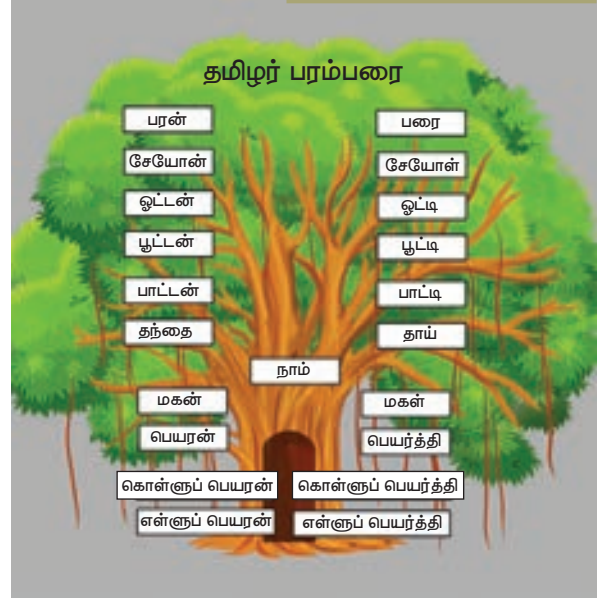 தமிழர் பரம்பரை
பரன் பரை
சேயோன் சேயோள்
ஓட்டன் ஓட்டி
பூட்டன் பூட்டி
பாட்டன் பாட்டி
தந்தை தாய்
நாம்
மகன் மகள்
பெயரன் பெயர்த்தி
கொள்ளுப் பெயரன் கொள்ளுப் பெயர்த்தி
எள்ளுப் பெயரன் எள்ளுப் பெயர்த்தி